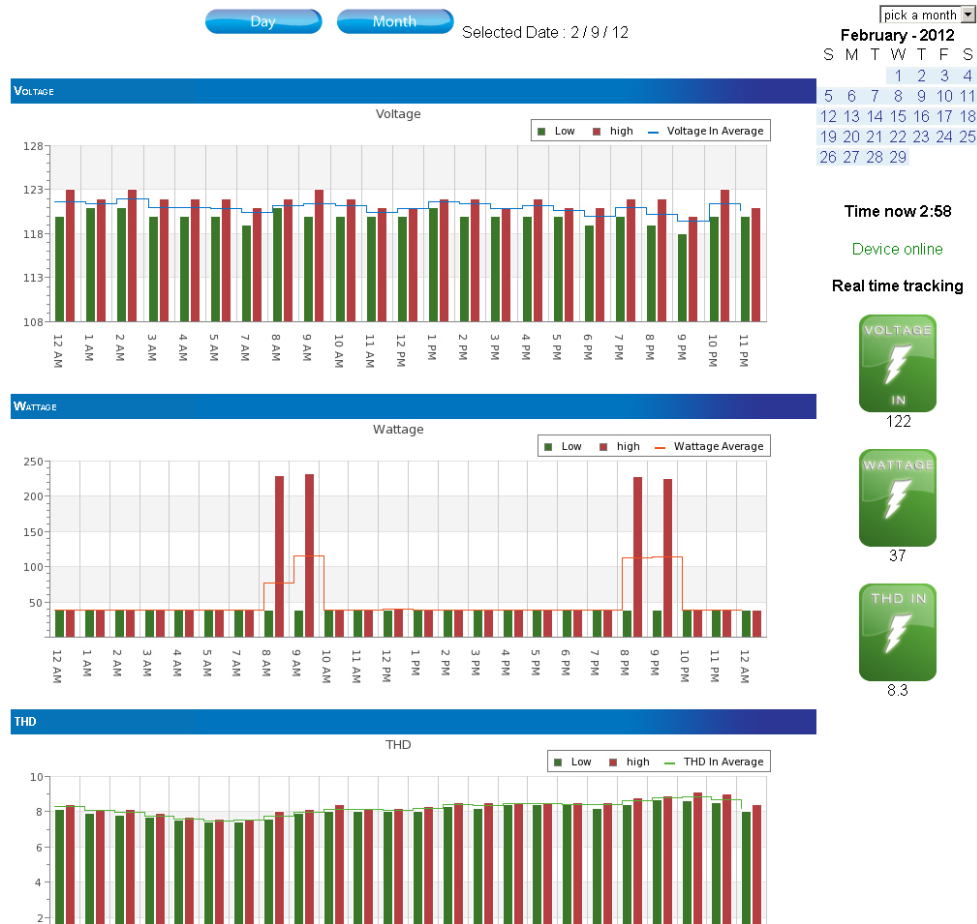 Day
Month
Selected Date : 2 / 9 / 12
pick a month
February - 2012
S M T W T F S
1 2 3 4
5 6 7 8 9 10 11
12 13 14 15 16 17 18
19 20 21 22 23 24 25
26 27 28 29
Time now 2:58
Device online
Real time tracking
VOLTAGE
IN
122
WATTAGE
37
THD IN
8.3
VOLTAGE
Voltage
Low high Voltage In Average
128
123
118
113
108
12 AM 1 AM 2 AM 3 AM 4 AM 5 AM 7 AM 8 AM 9 AM 10 AM 11 AM 12 PM 1 PM 2 PM 3 PM 4 PM 5 PM 6 PM 7 PM 8 PM 9 PM 10 PM 11 PM
WATTAGE
Wattage
Low high Wattage Average
250
200
150
100
50
12 AM 1 AM 2 AM 3 AM 4 AM 5 AM 7 AM 8 AM 9 AM 10 AM 11 AM 12 PM 1 PM 2 PM 3 PM 4 PM 5 PM 6 PM 7 PM 8 PM 9 PM 10 PM 11 PM 12 AM
THD
THD
Low high THD In Average
10
8
6
4
2